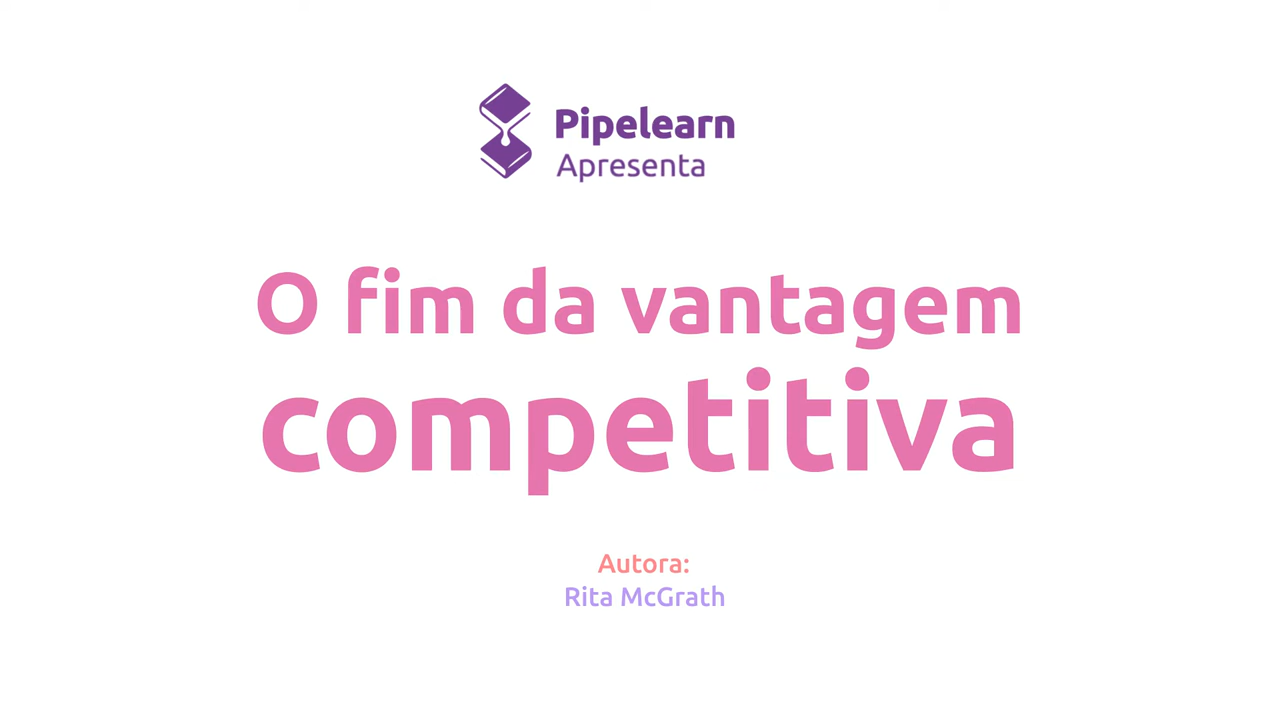 Pipelearn
Apresenta
O fim da vantagem
competitiva
Autora:
Rita McGrath